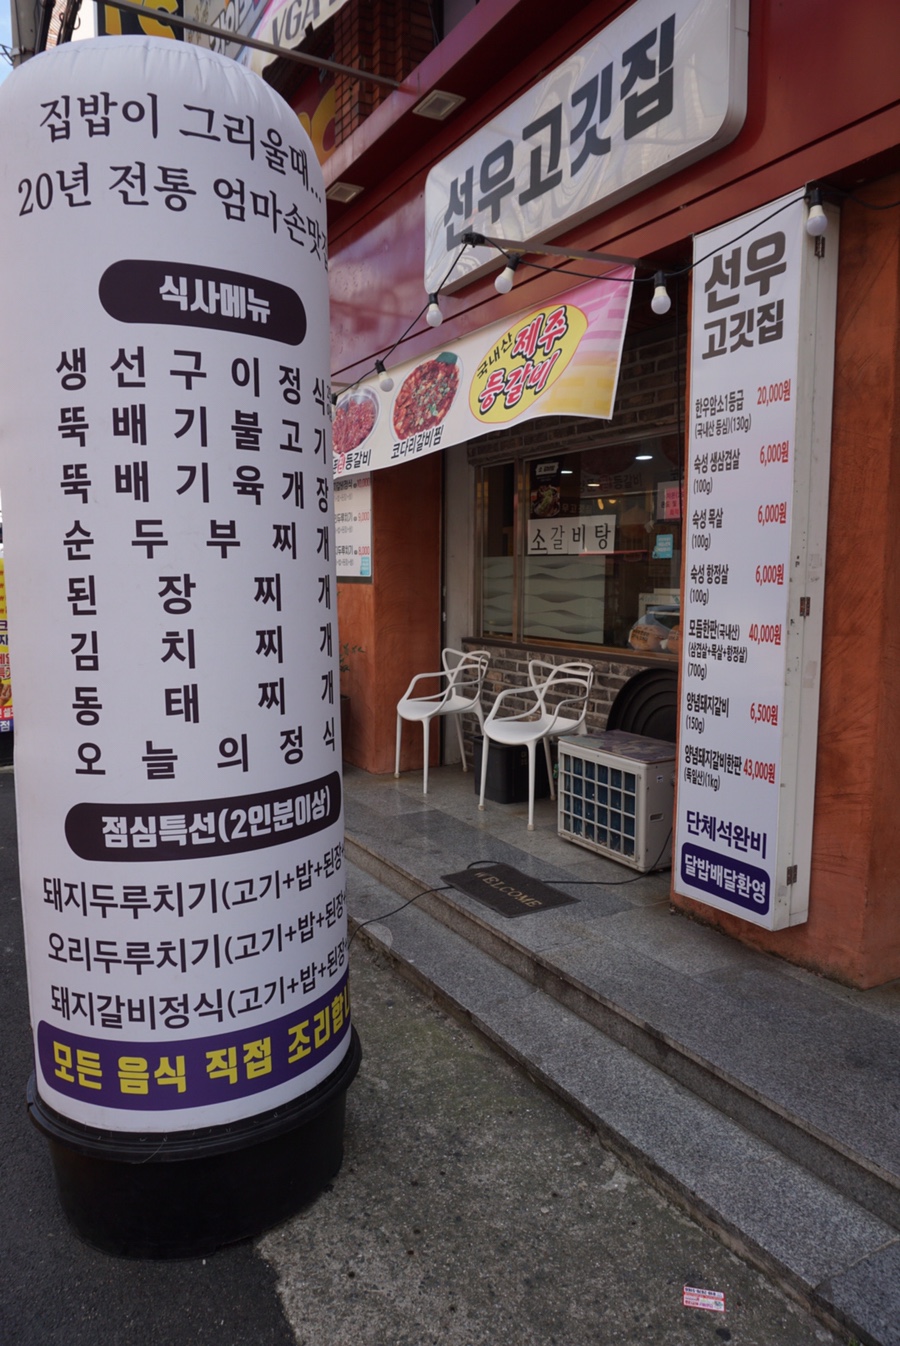 집밥이 그리울때...
20년 전통 엄마손맛
식사메뉴
생선구이정식
뚝배기불고기
뚝배기육개장
순두부찌개
된장찌개
김치찌개
동태찌개
오늘의정식
점심특선(2인분이상)
돼지두루치기(고기+밥+된장
오리두루치기(고기+밥+된장
돼지갈비정식(고기+밥+된장
모든 음식 직접 조리합
선우고깃집
국내산 제주
등갈비
등갈비
코다리갈비찜
소갈비탕
WELCOME
선우
고깃집
한우암소1등급 20,000원
(국내산 등심)(130g)
숙성 생삼겹살 6,000원
(100g)
숙성 목살 6,000원
(100g)
숙성 항정살 6,000원
(100g)
모듬한판(국내산) 40,000원
(삼겹살+목살+항정살)
(700g)
양념돼지갈비 6,500원
(150g)
양념돼지갈비한판 43,000원
(독일산)(1kg)
단체석완비
달밥배달환영